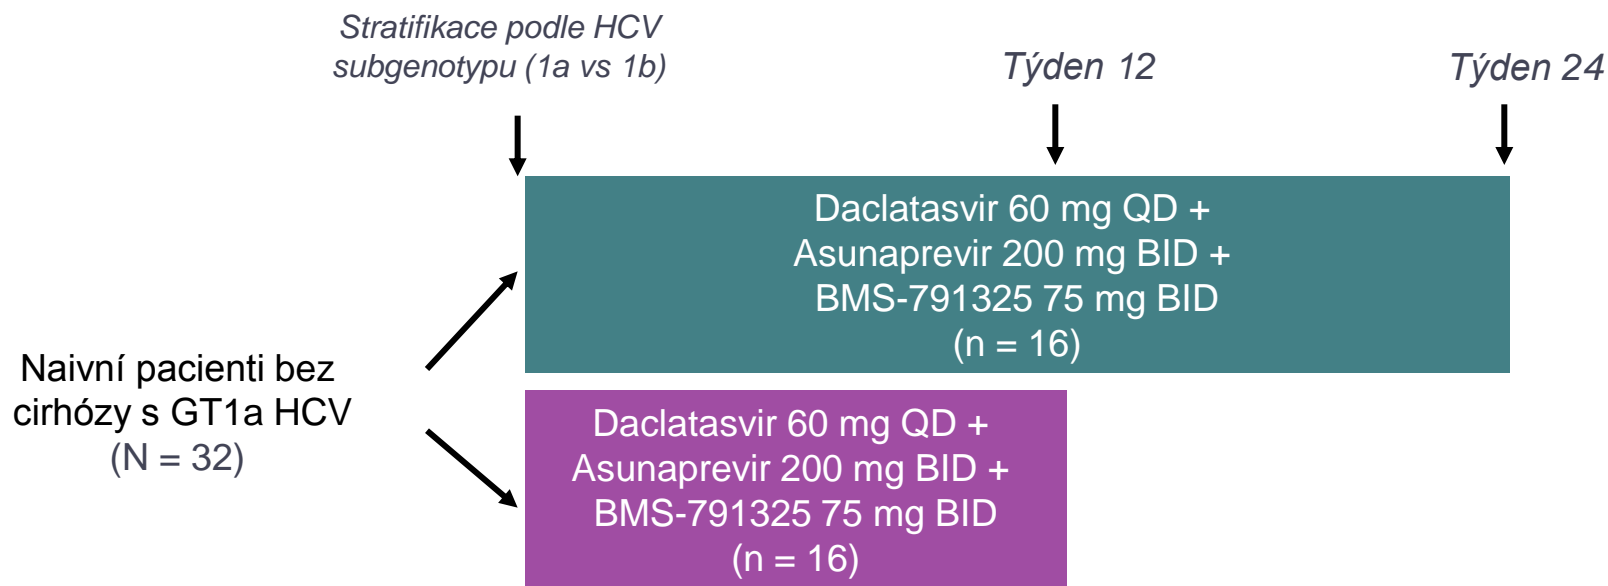 Stratifikace podle HCV
subgenotypu (1a vs 1b)
Týden 12
Týden 24
Daclatasvir 60 mg QD +
Asunaprevir 200 mg BID +
BMS-791325 75 mg BID
(n = 16)
Naivní pacienti bez
cirhózy s GT1a HCV
(N = 32)
Daclatasvir 60 mg QD +
Asunaprevir 200 mg BID +
BMS-791325 75 mg BID
(n = 16)